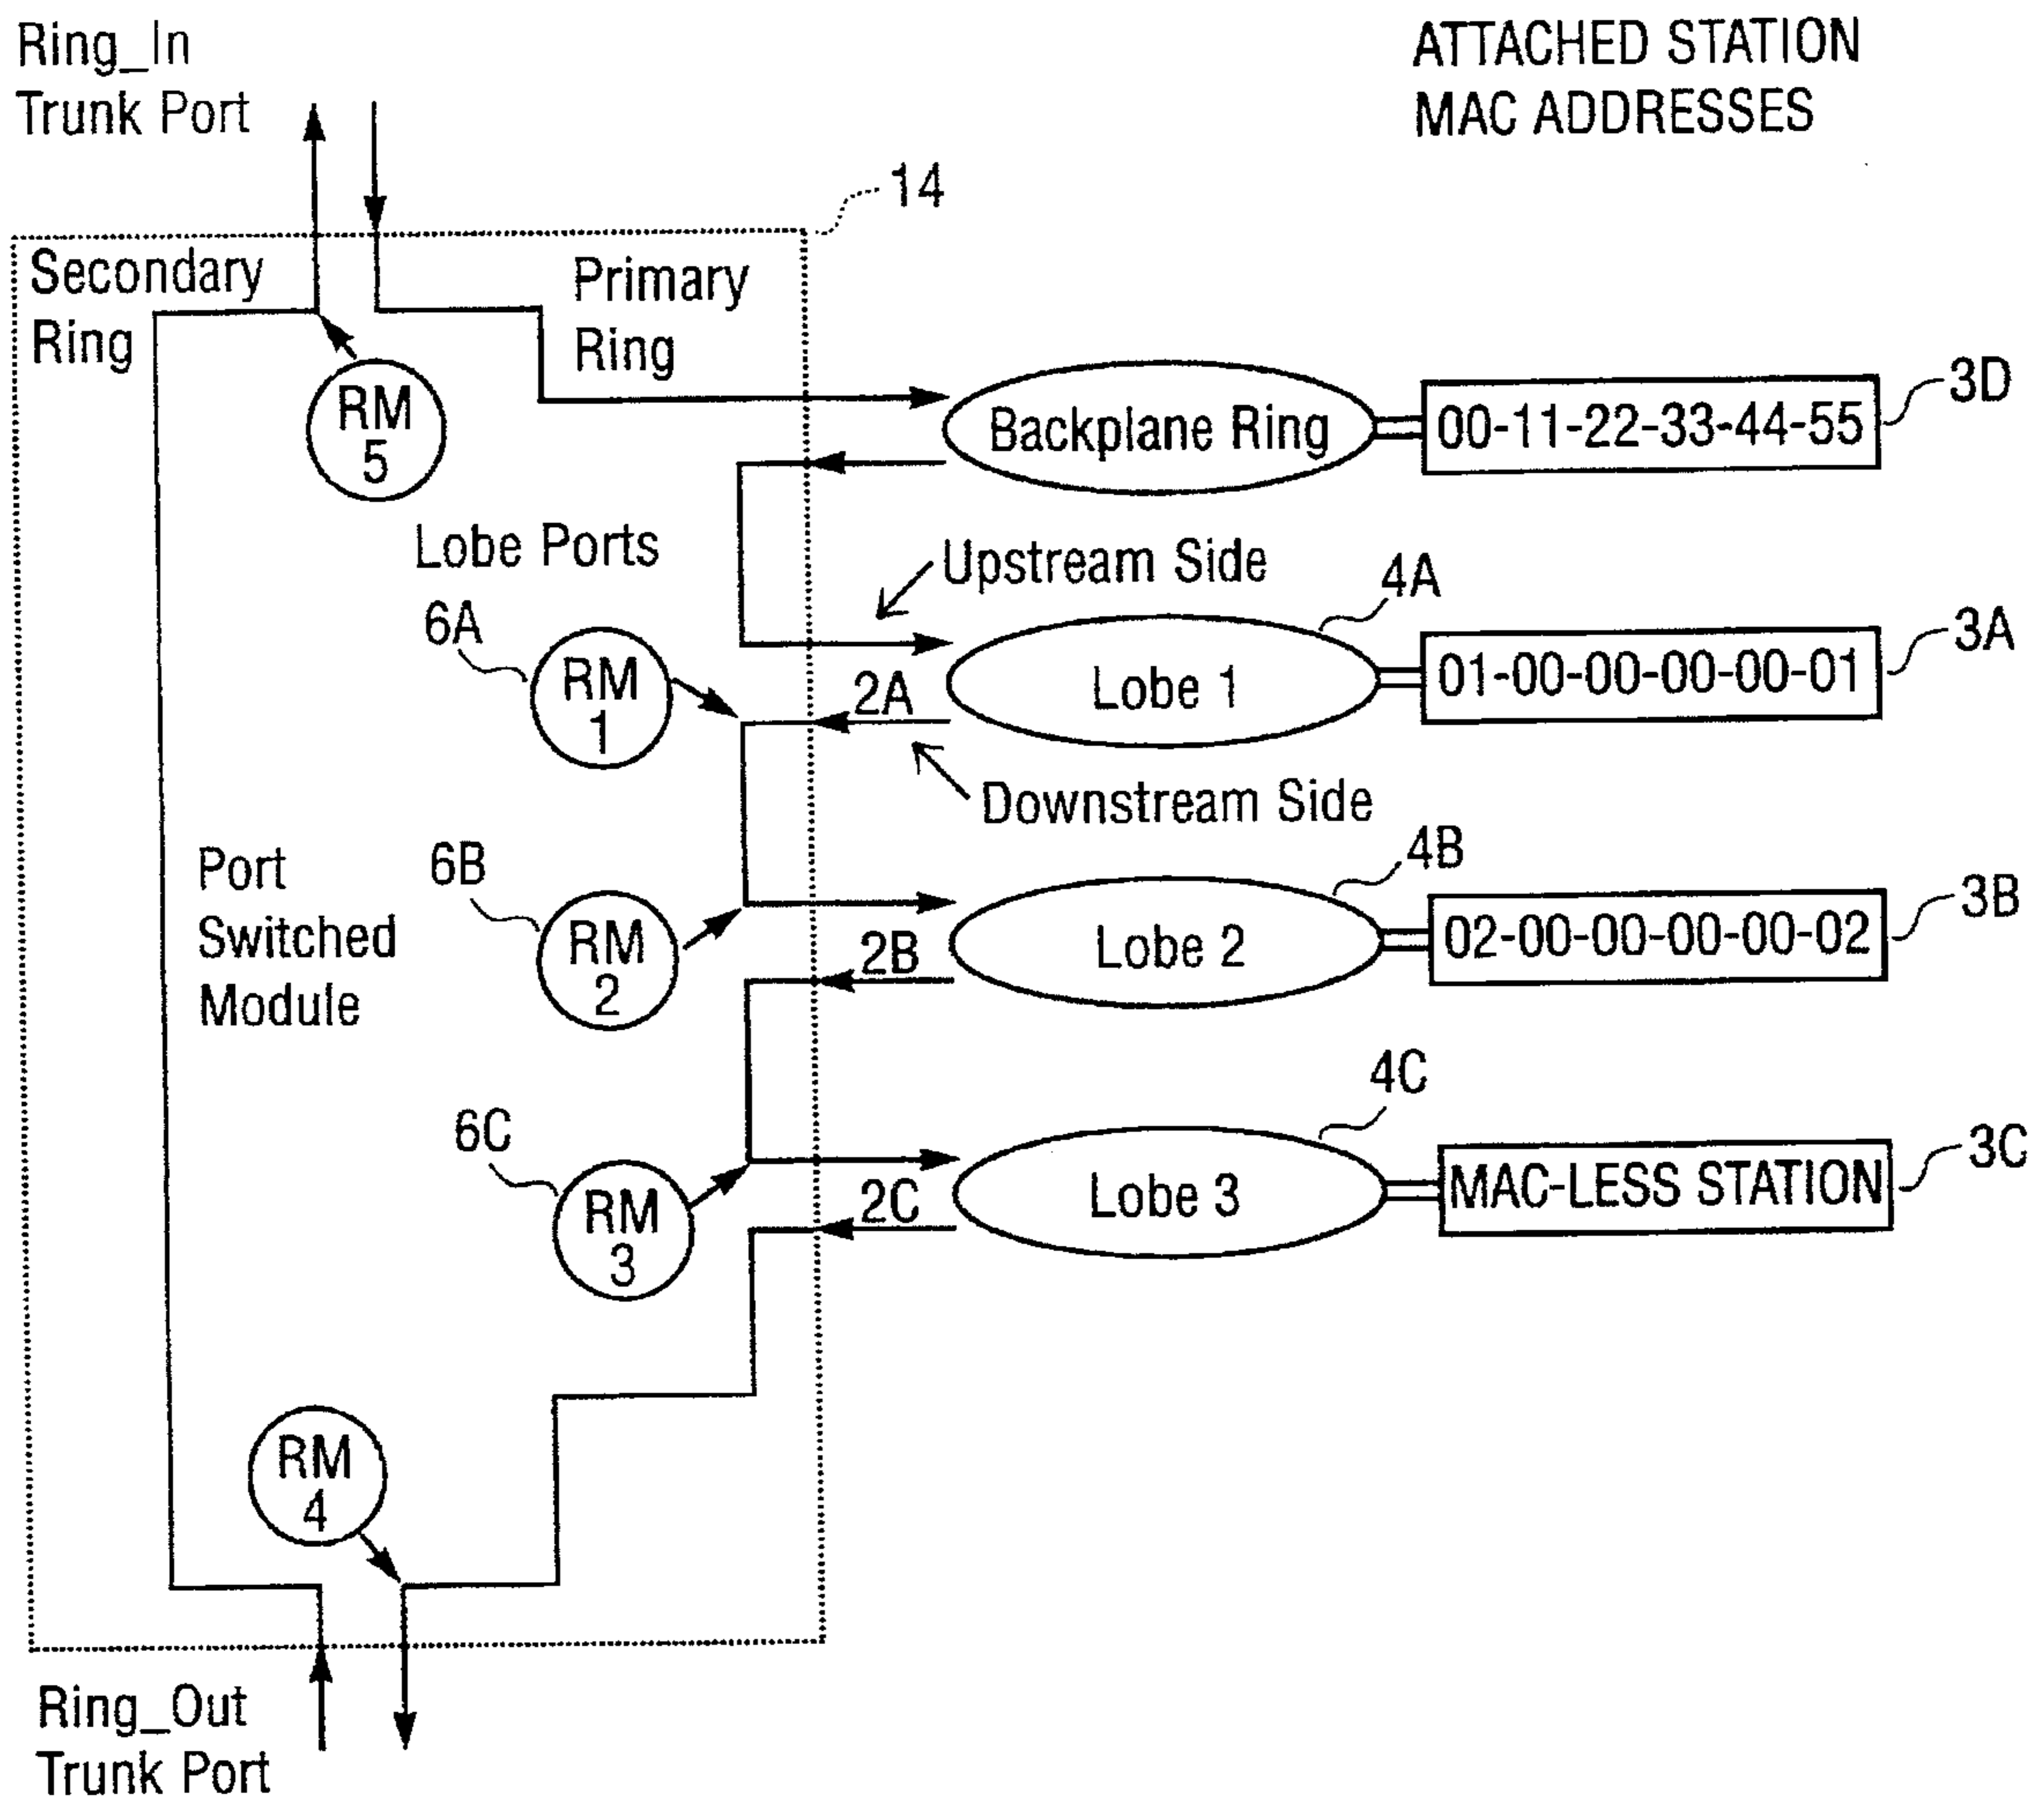 Ring_In
Trunk Port
ATTACHED STATION
MAC ADDRESSES
14
Secondary
Ring
Primary
Ring
RM
5
Backplane Ring
00-11-22-33-44-55
3D
Lobe Ports
Upstream Side
4A
6A
RM
1
2A
Lobe 1
01-00-00-00-00-01
3A
Downstream Side
Port
Switched
Module
6B
RM
2
2B
4B
Lobe 2
02-00-00-00-00-02
3B
6C
RM
3
2C
4C
Lobe 3
MAC-LESS STATION
3C
RM
4
Ring_Out
Trunk Port